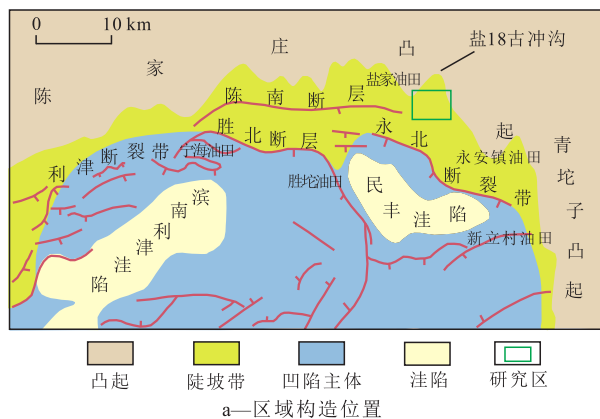 0 10 km
盐18古冲沟
陈家庄凸起
盐家油田
陈南断层
胜北断层
永北断裂带
利津断裂带
宁海油田
永安镇油田
青坨子凸起
胜坨油田
民丰洼陷
滨南利津洼陷
新立村油田
凸起 陡坡带 凹陷主体 洼陷 研究区
a—区域构造位置